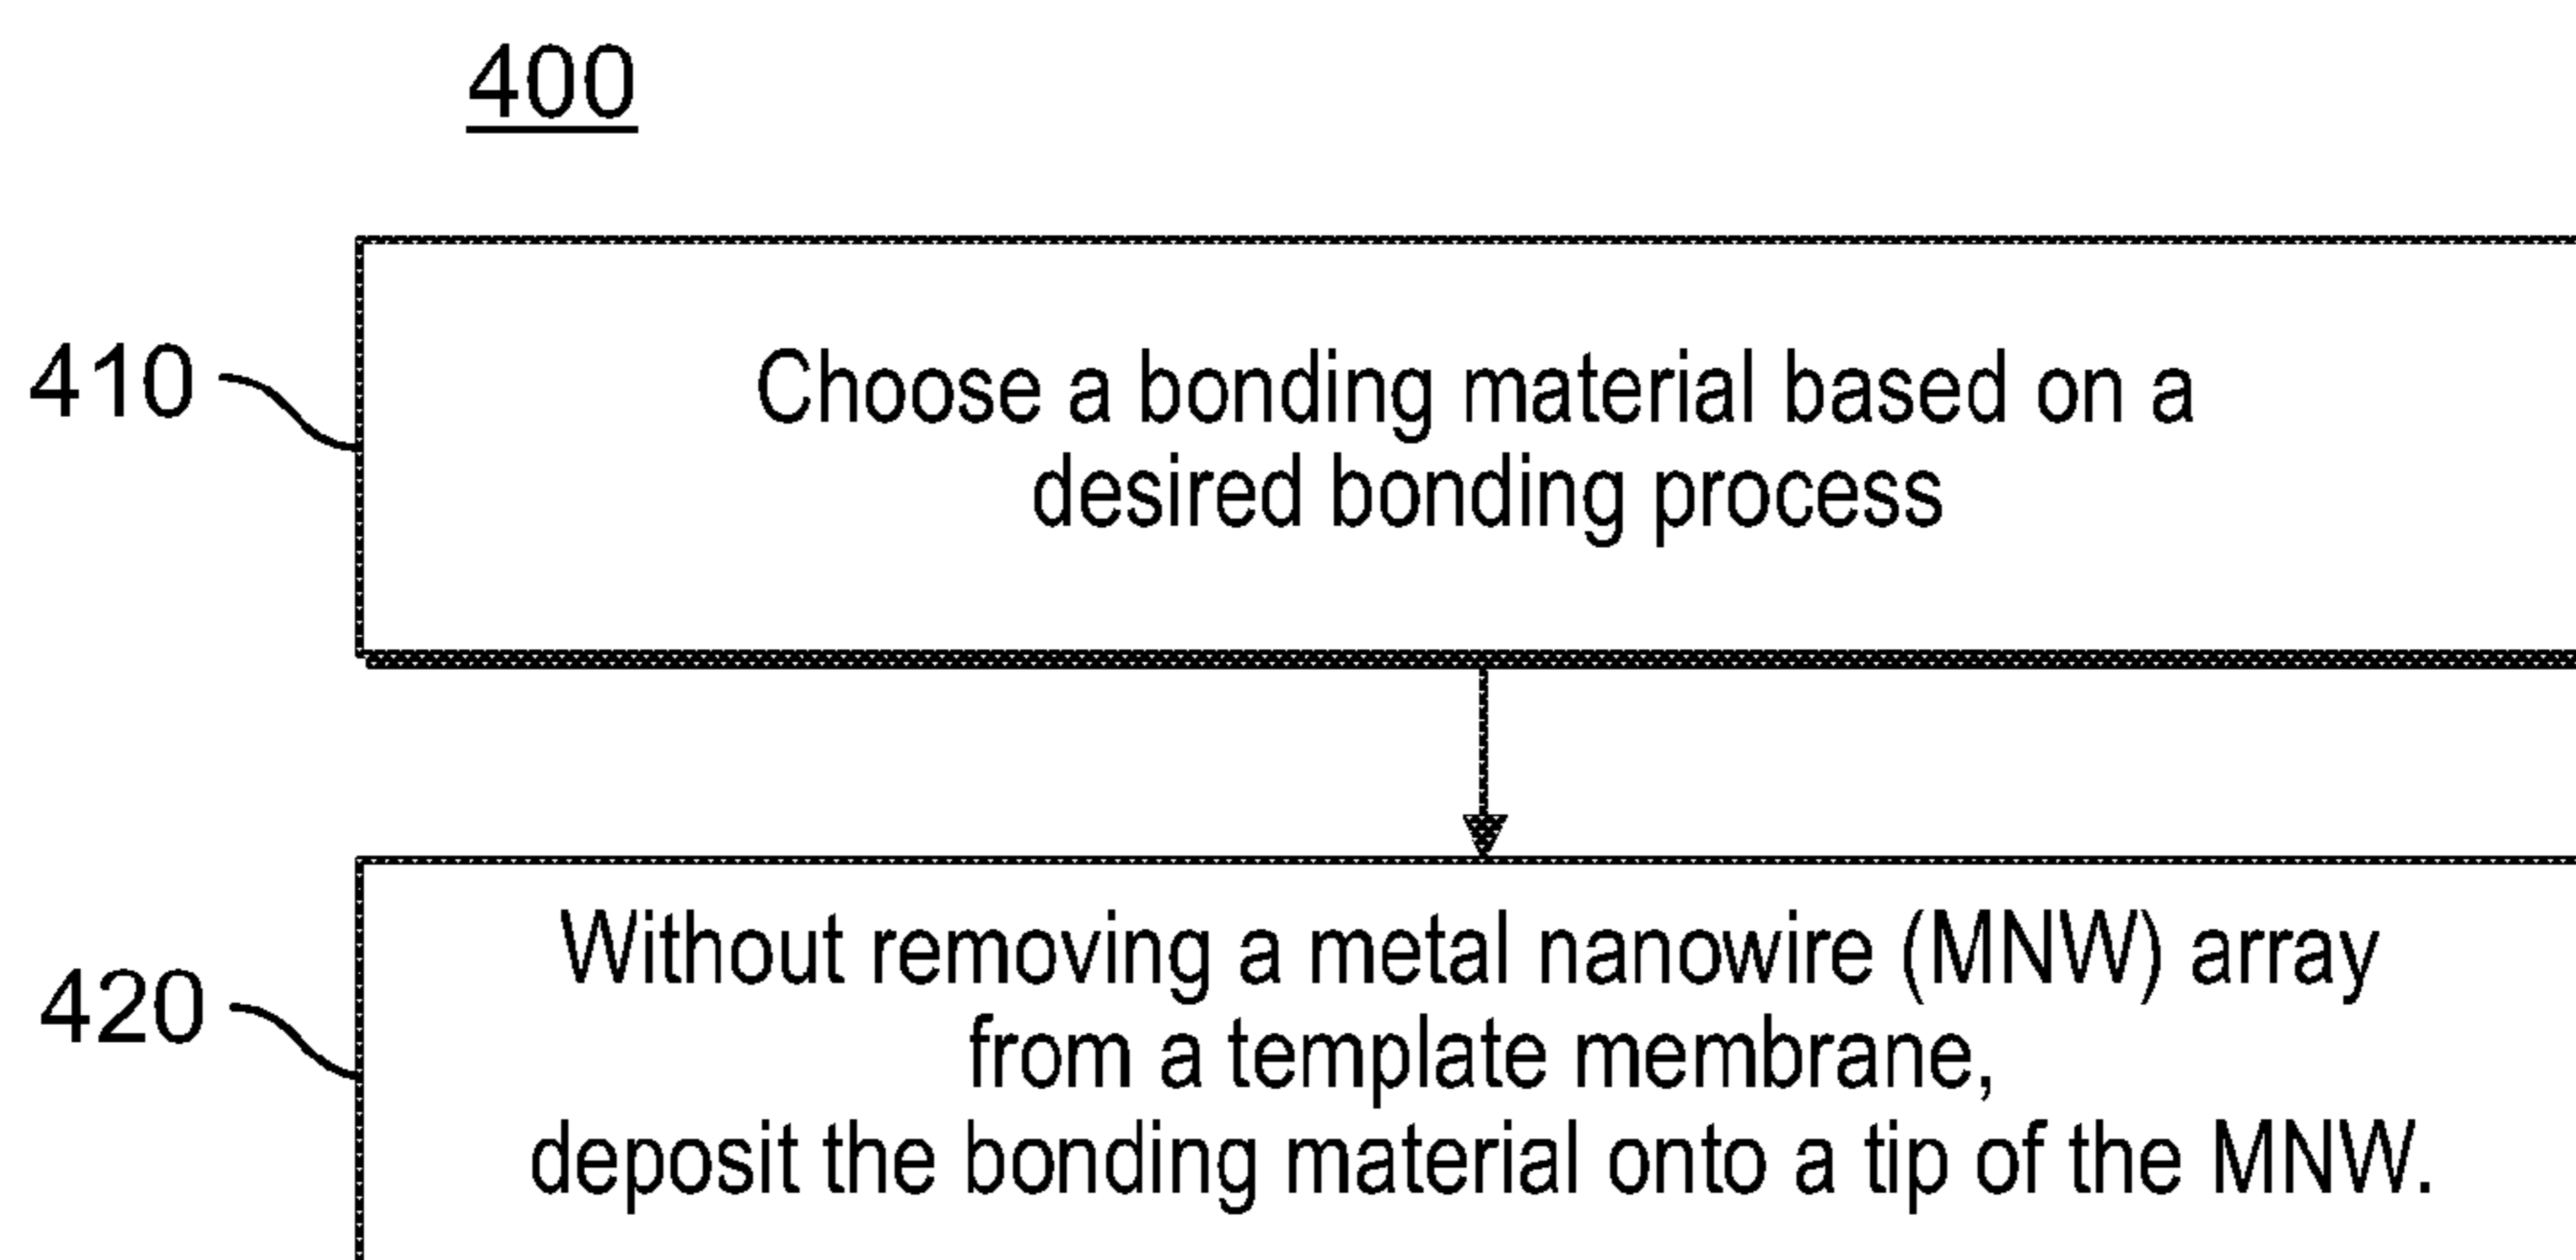 400
410
Choose a bonding material based on a
desired bonding process
420
Without removing a metal nanowire (MNW) array
from a template membrane,
deposit the bonding material onto a tip of the MNW.